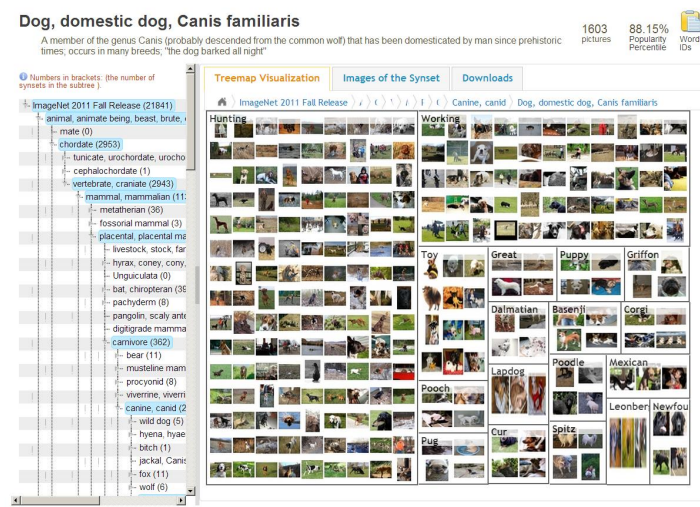 Dog, domestic dog, Canis familiaris
A member of the genus Canis (probably descended from the common wolf) that has been domesticated by man since prehistoric
times; occurs in many breeds; "the dog barked all night"
1603
pictures
88.15%
Popularity
Percentile
Word
IDs
Numbers in brackets: (the number of
synsets in the subtree ).
ImageNet 2011 Fall Release (21841)
animal, animate being, beast, brute,
mate (0)
chordate (2953)
tunicate, urochordate, urocho
cephalochordate (1)
vertebrate, craniate (2943)
mammal, mammalian (11
metatherian (36)
fossorial mammal (3)
placental, placental ma
livestock, stock, far
hyrax, coney, cony,
Unguiculata (0)
bat, chiropteran (39
pachyderm (8)
pangolin, scaly ante
digitigrade mamma
carnivore (362)
bear (11)
musteline mam
procyonid (8)
viverrine, viverri
canine, canid (2
wild dog (5)
hyena, hyae
bitch (1)
jackal, Canis
fox (11)
wolf (6)
Treemap Visualization
Images of the Synset
Downloads
ImageNet 2011 Fall Release
Canine, canid
Dog, domestic dog, Canis familiaris
Hunting
Working
Toy
Great
Puppy
Griffon
Dalmatian
Basenji
Corgi
Lapdog
Poodle
Mexican
Pooch
Leonber
Newfou
Cur
Spitz
Pug